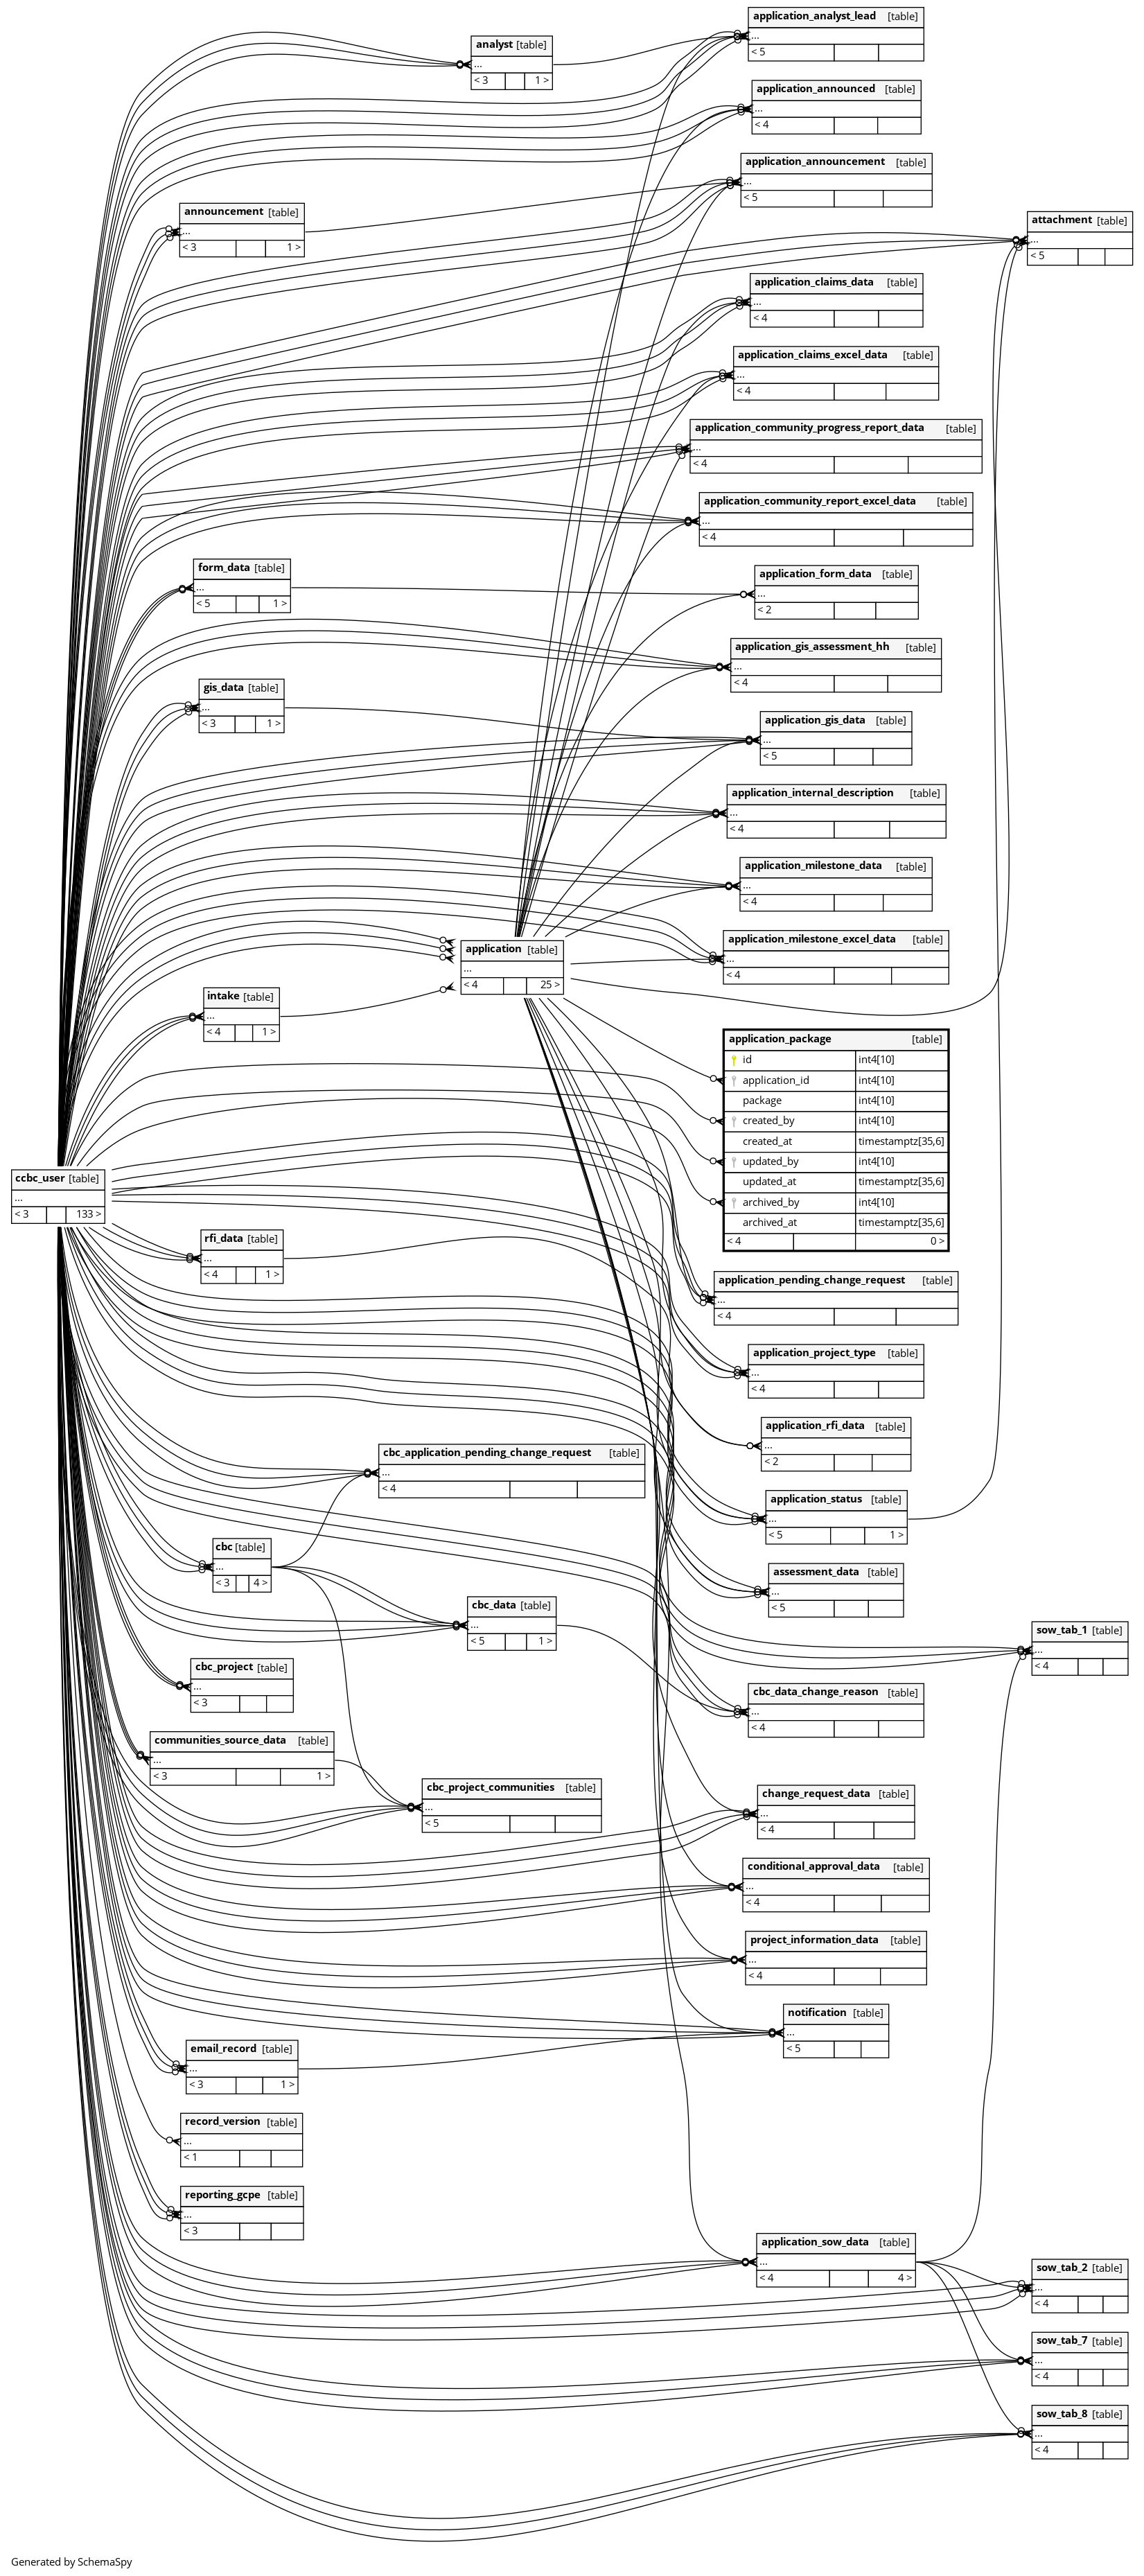 application_analyst_lead [table]
...
< 5
analyst [table]
...
< 3 1 >
application_announced [table]
...
< 4
application_announcement [table]
...
< 5
announcement [table]
...
< 3 1 >
attachment [table]
...
< 5
application_claims_data [table]
...
< 4
application_claims_excel_data [table]
...
< 4
application_community_progress_report_data [table]
...
< 4
application_community_report_excel_data [table]
...
< 4
form_data [table]
...
< 5 1 >
application_form_data [table]
...
< 2
application_gis_assessment_hh [table]
...
< 4
gis_data [table]
...
< 3 1 >
application_gis_data [table]
...
< 5
application_internal_description [table]
...
< 4
application_milestone_data [table]
...
< 4
application_milestone_excel_data [table]
...
< 4
application [table]
...
< 4 25 >
intake [table]
...
< 4 1 >
application_package [table]
id int4[10]
application_id int4[10]
package int4[10]
created_by int4[10]
created_at timestamptz[35,6]
updated_by int4[10]
updated_at timestamptz[35,6]
archived_by int4[10]
archived_at timestamptz[35,6]
< 4 0 >
ccbc_user [table]
...
< 3 133 >
rfi_data [table]
...
< 4 1 >
application_pending_change_request [table]
...
< 4
application_project_type [table]
...
< 4
application_rfi_data [table]
...
< 2
cbc_application_pending_change_request [table]
...
< 4
application_status [table]
...
< 5 1 >
cbc [table]
...
< 3 4 >
assessment_data [table]
...
< 5
cbc_data [table]
...
< 5 1 >
sow_tab_1 [table]
...
< 4
cbc_project [table]
...
< 3
cbc_data_change_reason [table]
...
< 4
communities_source_data [table]
...
< 3 1 >
cbc_project_communities [table]
...
< 5
change_request_data [table]
...
< 4
conditional_approval_data [table]
...
< 4
project_information_data [table]
...
< 4
notification [table]
...
< 5
email_record [table]
...
< 3 1 >
record_version [table]
...
< 1
reporting_gcpe [table]
...
< 3
application_sow_data [table]
...
< 4 4 >
sow_tab_2 [table]
...
< 4
sow_tab_7 [table]
...
< 4
sow_tab_8 [table]
...
< 4
Generated by SchemaSpy